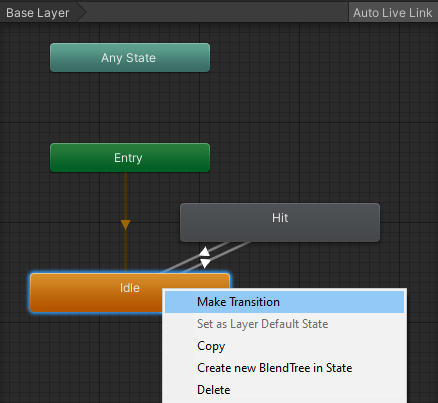 Base Layer
Auto Live Link
Any State
Entry
Hit
Idle
Make Transition
Set as Layer Default State
Copy
Create new BlendTree in State
Delete